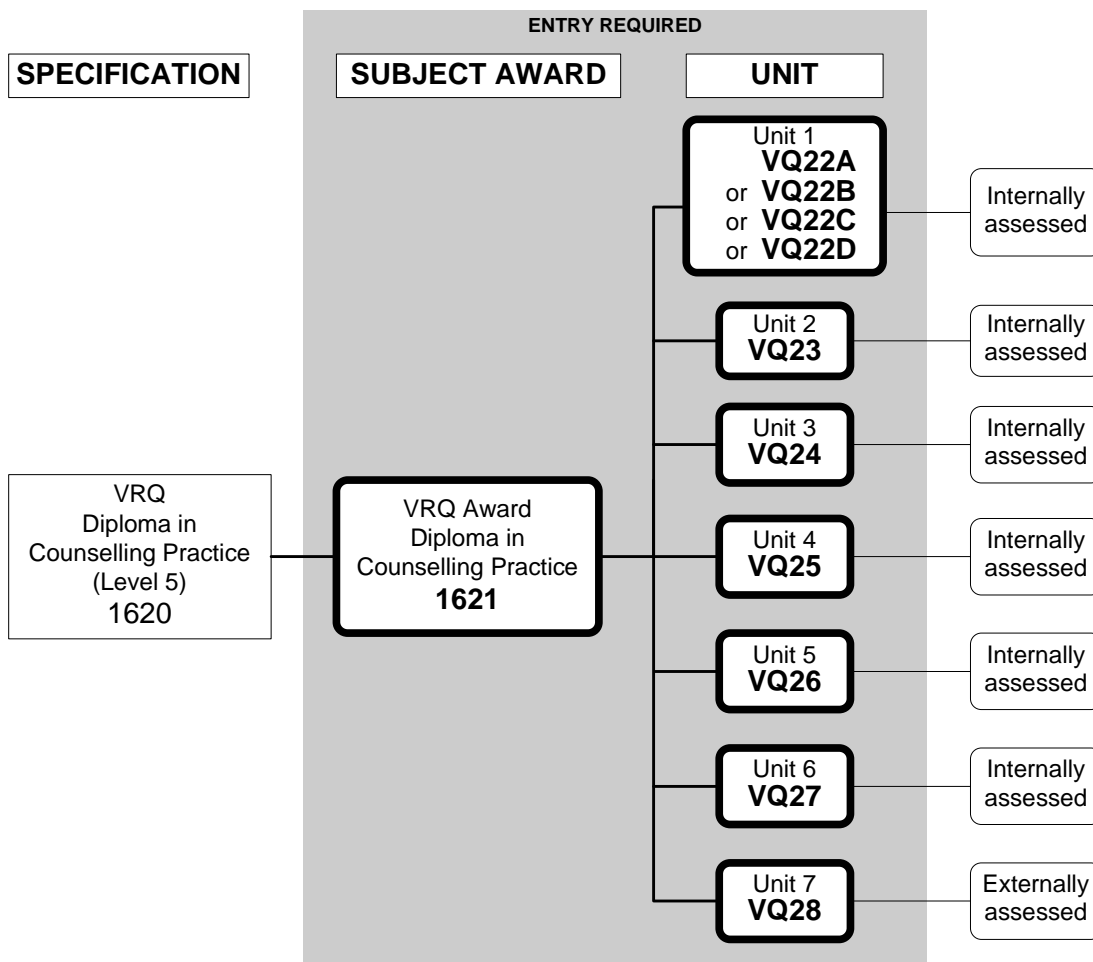 ENTRY REQUIRED
SPECIFICATION
SUBJECT AWARD
UNIT
Unit 1
VQ22A
or VQ22B
or VQ22C
or VQ22D
Internally
assessed
Unit 2
VQ23
Internally
assessed
Unit 3
VQ24
Internally
assessed
VRQ
Diploma in
Counselling Practice
(Level 5)
1620
VRQ Award
Diploma in
Counselling Practice
1621
Unit 4
VQ25
Internally
assessed
Unit 5
VQ26
Internally
assessed
Unit 6
VQ27
Internally
assessed
Unit 7
VQ28
Externally
assessed